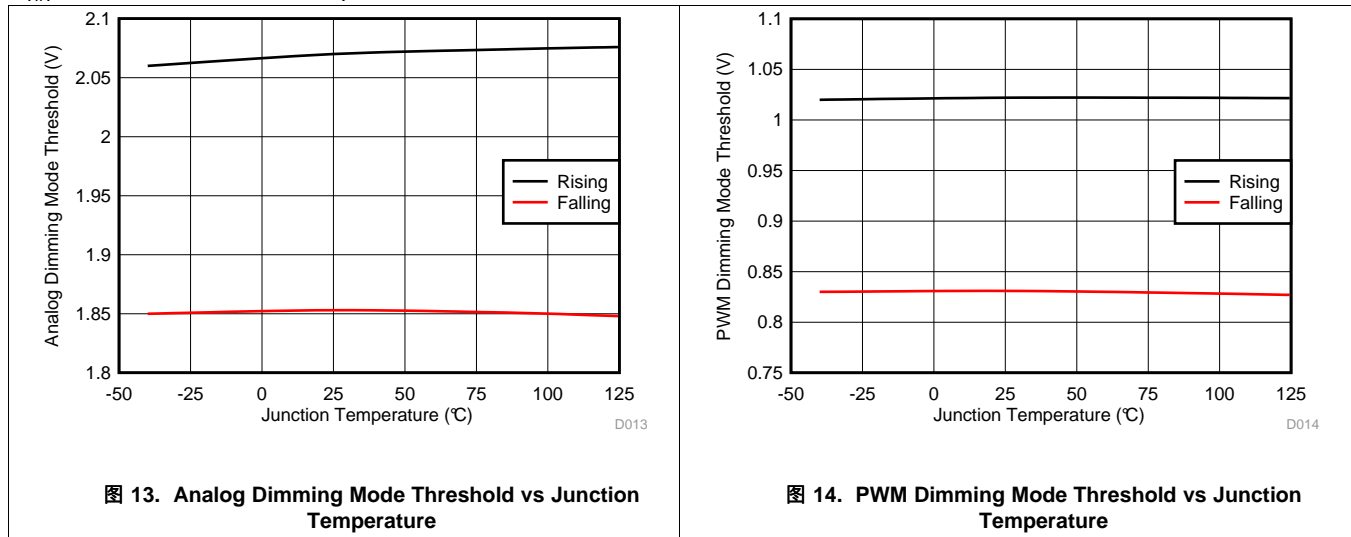 2.1
2.05
2
1.95
1.9
1.85
1.8
-50 -25 0 25 50 75 100 125
Analog Dimming Mode Threshold (V)
Junction Temperature (°C)
Rising
Falling
D013
图 13. Analog Dimming Mode Threshold vs Junction
Temperature
1.1
1.05
1
0.95
0.9
0.85
0.8
0.75
-50 -25 0 25 50 75 100 125
PWM Dimming Mode Threshold (V)
Junction Temperature (°C)
Rising
Falling
D014
图 14. PWM Dimming Mode Threshold vs Junction
Temperature